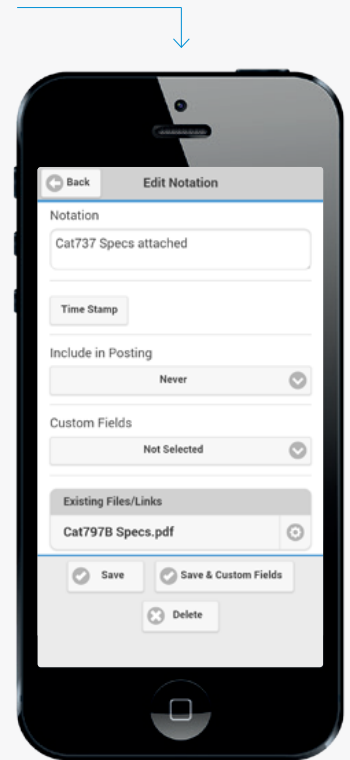 Back
Edit Notation
Notation
Cat737 Specs attached
Time Stamp
Include in Posting
Never
Custom Fields
Not Selected
Existing Files/Links
Cat797B Specs.pdf
Save
Save & Custom Fields
Delete